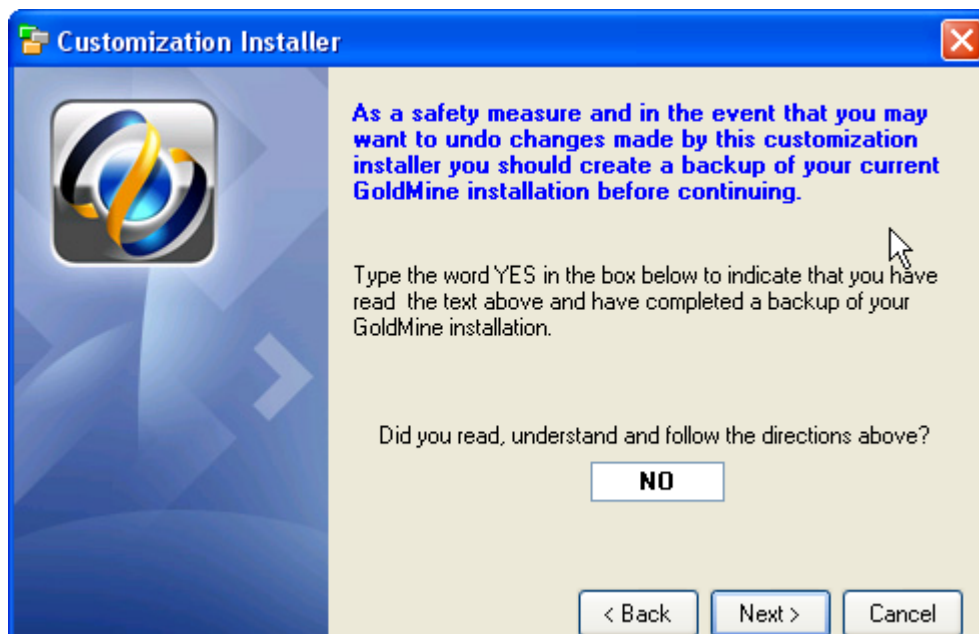 Customization Installer
As a safety measure and in the event that you may
want to undo changes made by this customization
installer you should create a backup of your current
GoldMine installation before continuing.
Type the word YES in the box below to indicate that you have
read  the text above and have completed a backup of your
GoldMine installation.
Did you read, understand and follow the directions above?
NO
< Back   Next >   Cancel